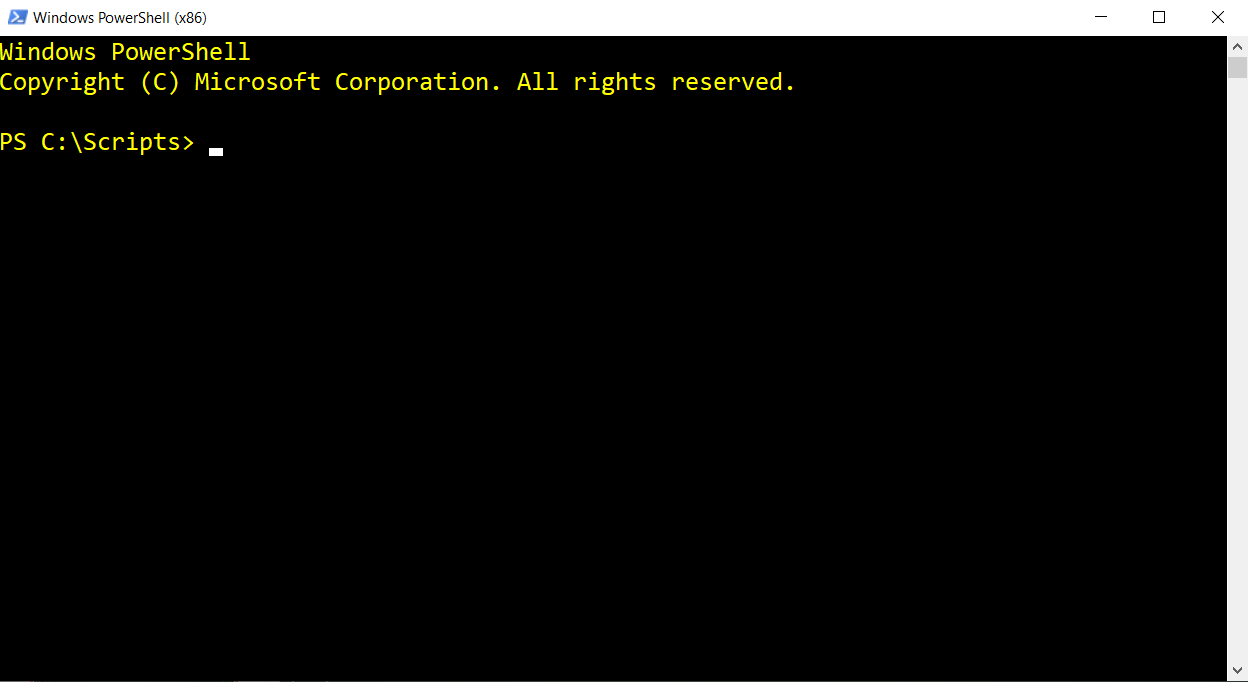 Windows PowerShell (x86)
Windows PowerShell
Copyright (C) Microsoft Corporation. All rights reserved.
PS C:\Scripts>